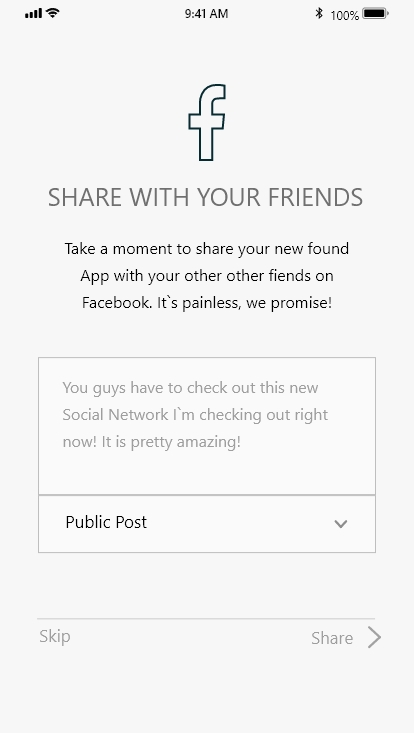 9:41 AM 100%
f
SHARE WITH YOUR FRIENDS
Take a moment to share your new found
App with your other other fiends on
Facebook. It`s painless, we promise!
You guys have to check out this new
Social Network I`m checking out right
now! It is pretty amazing!
Public Post
Skip
Share